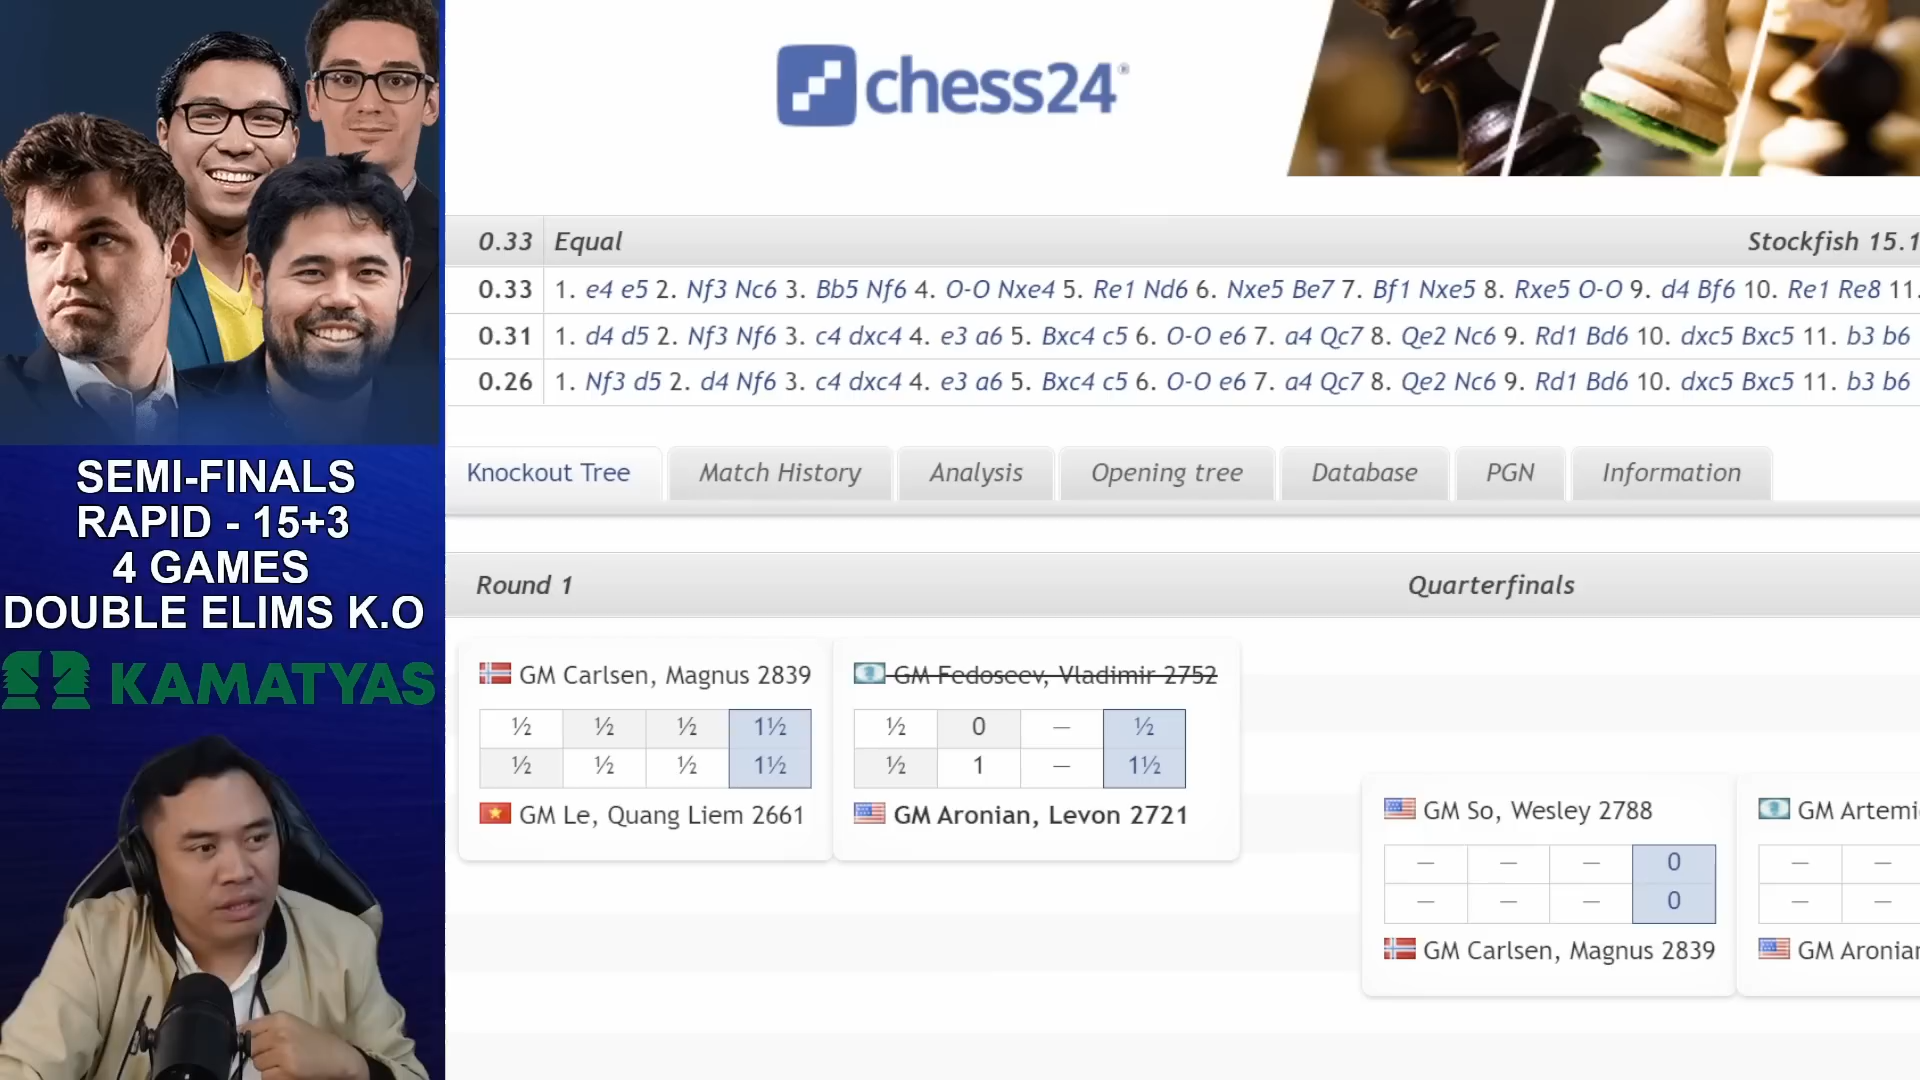 SEMI-FINALS
RAPID - 15+3
4 GAMES
DOUBLE ELIMS K.O
KAMATYAS
chess24®
0.33 Equal Stockfish 15.1
0.33 1. e4 e5 2. Nf3 Nc6 3. Bb5 Nf6 4. O-O Nxe4 5. Re1 Nd6 6. Nxe5 Be7 7. Bf1 Nxe5 8. Rxe5 O-O 9. d4 Bf6 10. Re1 Re8 11.
0.31 1. d4 d5 2. Nf3 Nf6 3. c4 dxc4 4. e3 a6 5. Bxc4 c5 6. O-O e6 7. a4 Qc7 8. Qe2 Nc6 9. Rd1 Bd6 10. dxc5 Bxc5 11. b3 b6
0.26 1. Nf3 d5 2. d4 Nf6 3. c4 dxc4 4. e3 a6 5. Bxc4 c5 6. O-O e6 7. a4 Qc7 8. Qe2 Nc6 9. Rd1 Bd6 10. dxc5 Bxc5 11. b3 b6
Knockout Tree Match History Analysis Opening tree Database PGN Information
Round 1 Quarterfinals
GM Carlsen, Magnus 2839
½ ½ ½ 1½
½ ½ ½ 1½
GM Le, Quang Liem 2661
GM Fedoseev, Vladimir 2752
½ 0 — ½
½ 1 — 1½
GM Aronian, Levon 2721
GM So, Wesley 2788
— — — 0
— — — 0
GM Carlsen, Magnus 2839
GM Artemi
— —
— —
GM Aronian